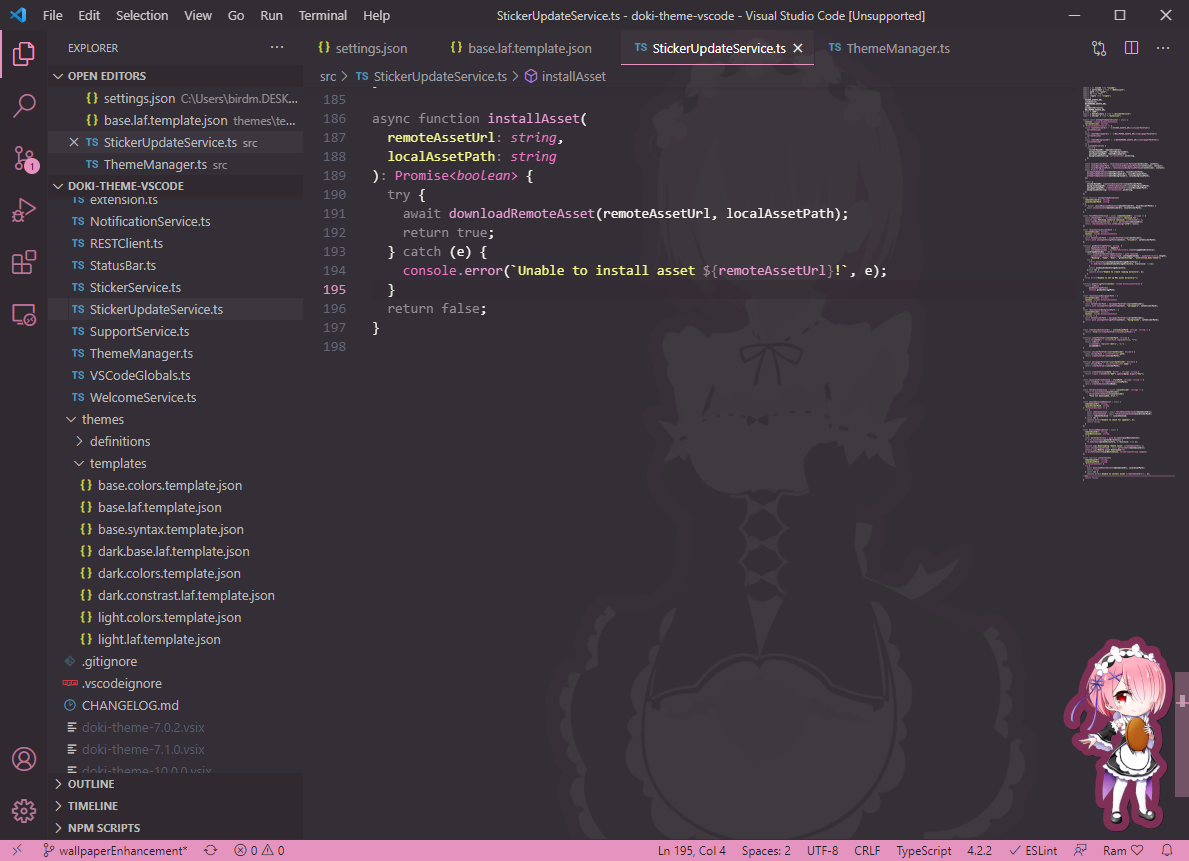 File Edit Selection View Go Run Terminal Help StickerUpdateService.ts - doki-theme-vscode - Visual Studio Code [Unsupported]
EXPLORER
OPEN EDITORS
{} settings.json C:\Users\birdm.DESK...
{} base.laf.template.json themes\te...
TS StickerUpdateService.ts src
TS ThemeManager.ts src
DOKI-THEME-VSCODE
TS extension.ts
TS NotificationService.ts
TS RESTClient.ts
TS StatusBar.ts
TS StickerService.ts
TS StickerUpdateService.ts
TS SupportService.ts
TS ThemeManager.ts
TS VSCodeGlobals.ts
TS WelcomeService.ts
themes
definitions
templates
{} base.colors.template.json
{} base.laf.template.json
{} base.syntax.template.json
{} dark.base.laf.template.json
{} dark.colors.template.json
{} dark.constrast.laf.template.json
{} light.colors.template.json
{} light.laf.template.json
.gitignore
npm .vscodeignore
CHANGELOG.md
doki-theme-7.0.2.vsix
doki-theme-7.1.0.vsix
doki-theme-10.0.0.vsix
OUTLINE
TIMELINE
NPM SCRIPTS
1
{} settings.json {} base.laf.template.json TS StickerUpdateService.ts TS ThemeManager.ts
src > TS StickerUpdateService.ts > installAsset
185
186 async function installAsset(
187 remoteAssetUrl: string,
188 localAssetPath: string
189 ): Promise<boolean> {
190 try {
191 await downloadRemoteAsset(remoteAssetUrl, localAssetPath);
192 return true;
193 } catch (e) {
194 console.error(`Unable to install asset ${remoteAssetUrl}!`, e);
195 }
196 return false;
197 }
198
wallpaperEnhancement* 0 0 Ln 195, Col 4 Spaces: 2 UTF-8 CRLF TypeScript 4.2.2 ESLint Ram ♡